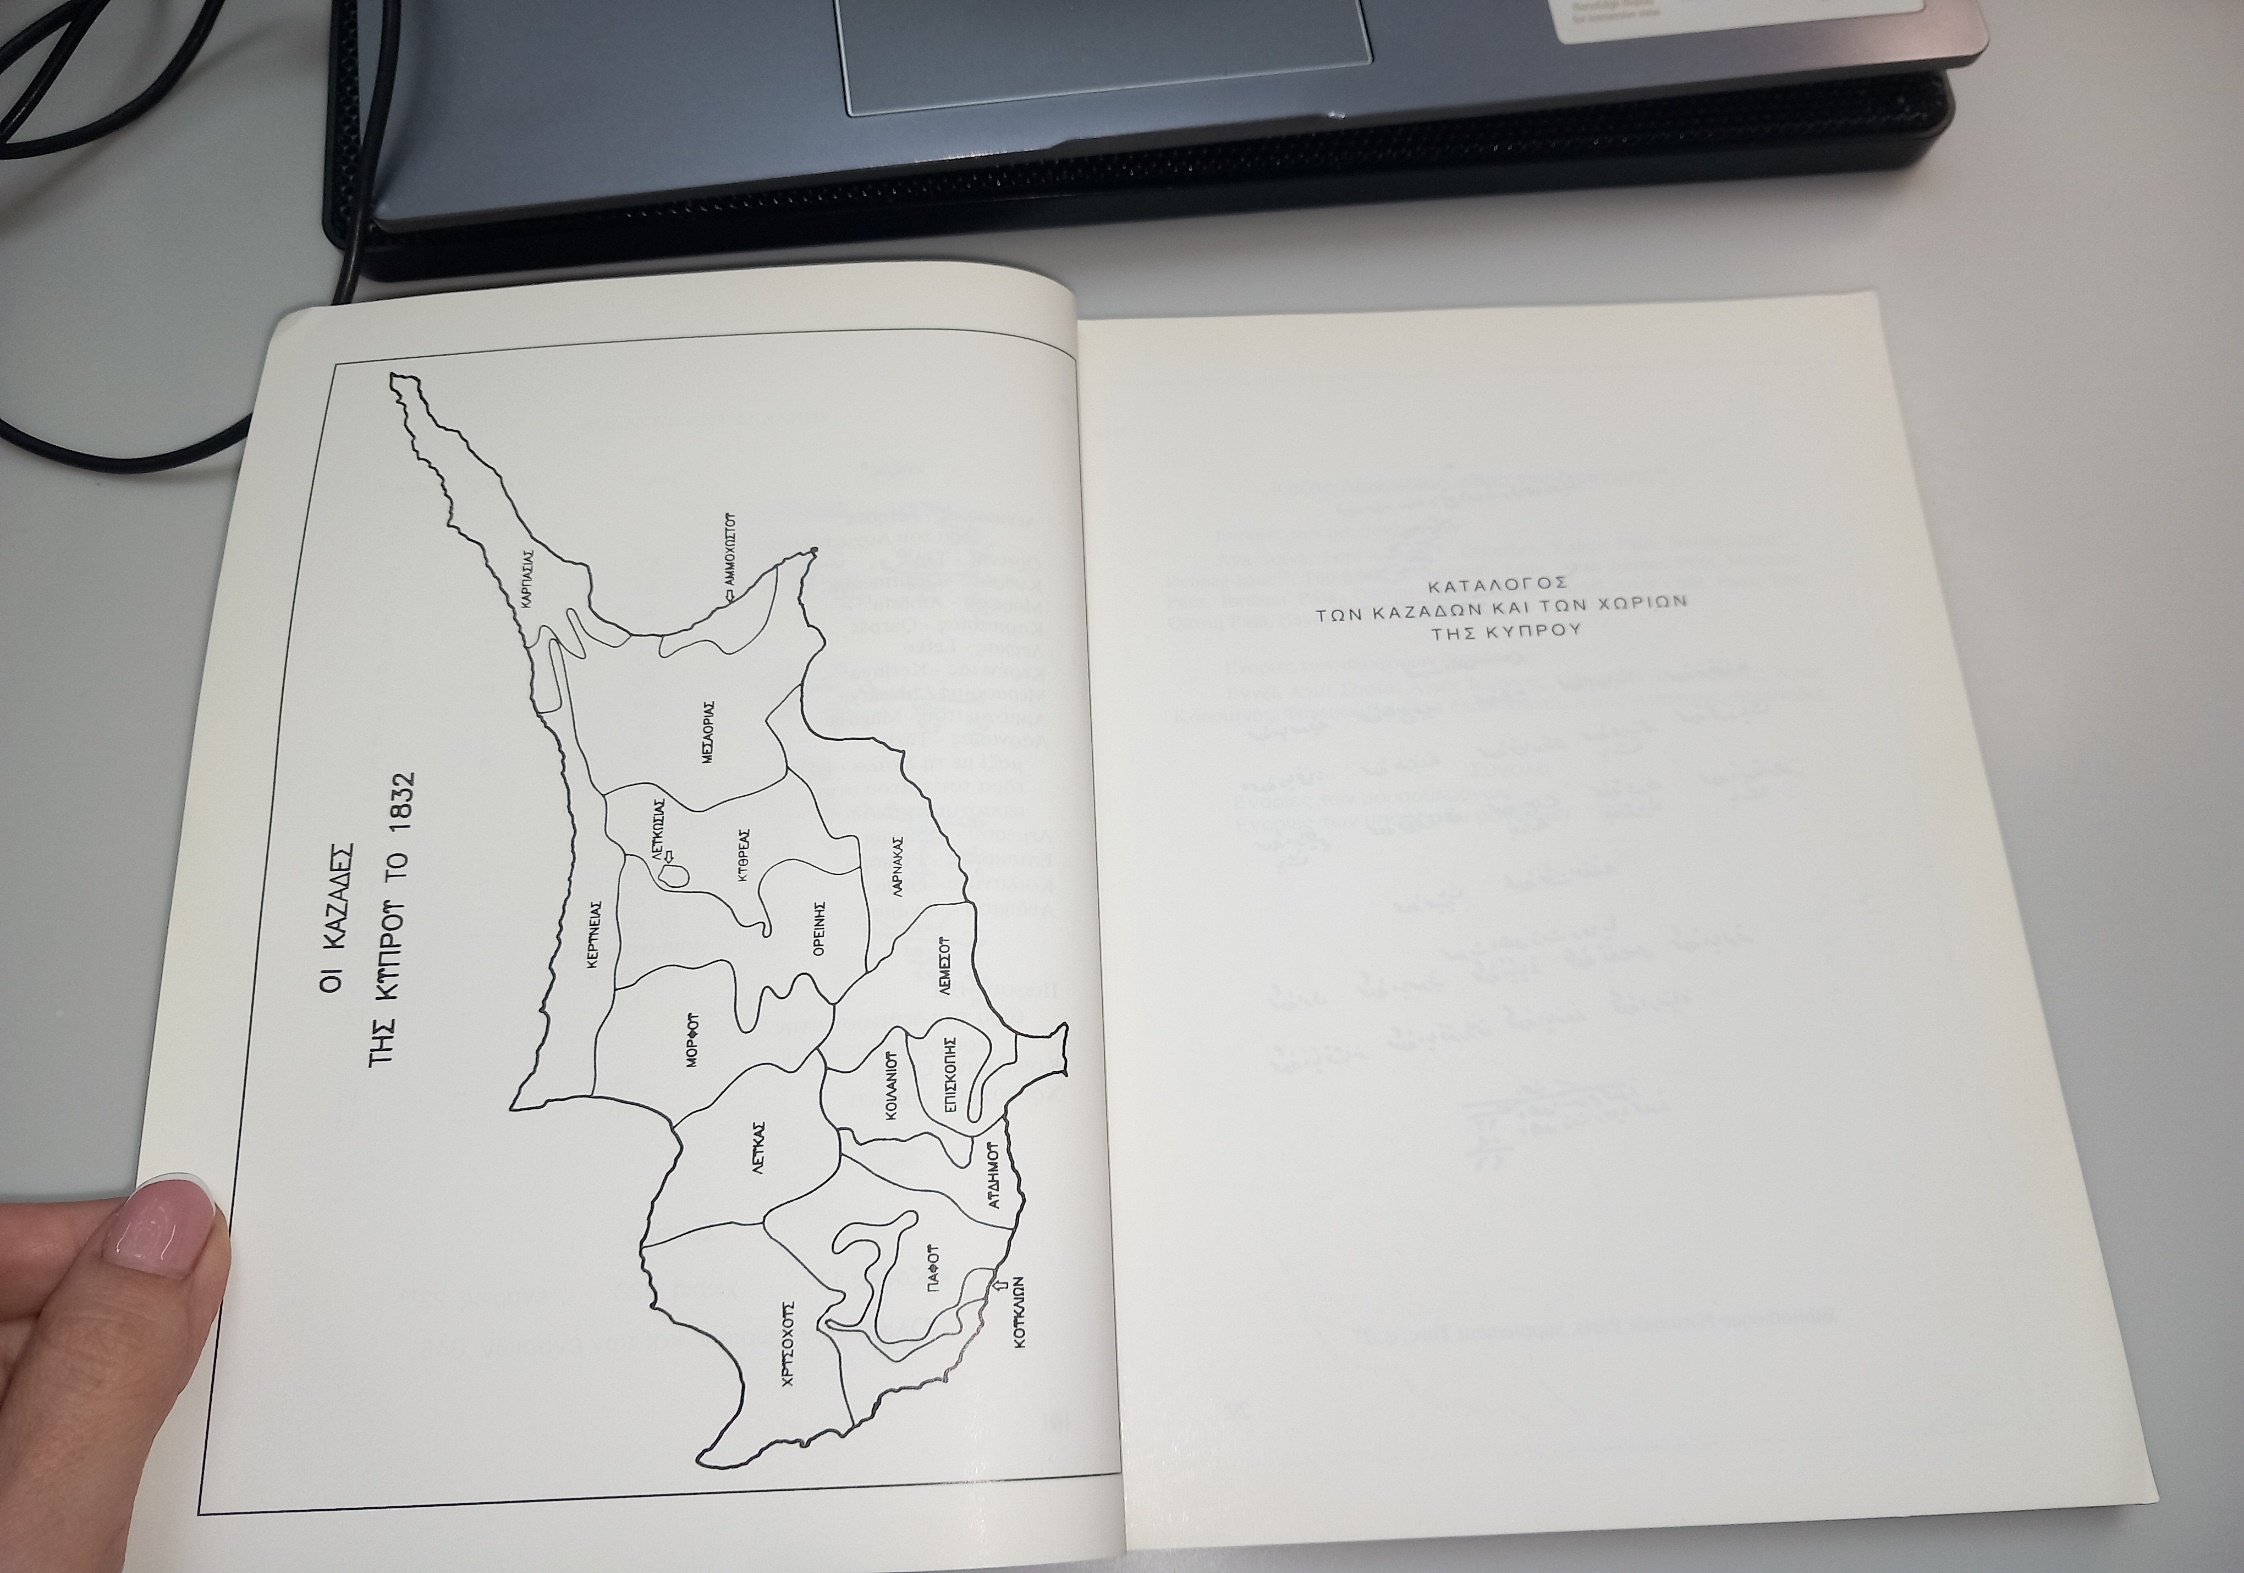 ΟΙ ΚΑΖΑΔΕΣ
ΤΗΣ ΚΥΠΡΟΥ ΤΟ 1832
ΚΑΡΠΑΣΙΑΣ
ΑΜΜΟΧΩΣΤΟΥ
ΜΕΣΑΟΡΙΑΣ
ΛΕΥΚΩΣΙΑΣ
ΚΥΘΡΕΑΣ
ΚΕΡΥΝΕΙΑΣ
ΛΑΡΝΑΚΑΣ
ΟΡΕΙΝΗΣ
ΛΕΜΕΣΟΥ
ΜΟΡΦΟΥ
ΚΟΙΛΑΝΙΟΥ
ΕΠΙΣΚΟΠΗΣ
ΛΕΥΚΑΣ
ΑΥΔΗΜΟΥ
ΠΑΦΟΥ
ΚΟΥΚΛΙΩΝ
ΧΡΥΣΟΧΟΥΣ
ΚΑΤΑΛΟΓΟΣ
ΤΩΝ ΚΑΖΑΔΩΝ ΚΑΙ ΤΩΝ ΧΩΡΙΩΝ
ΤΗΣ ΚΥΠΡΟΥ